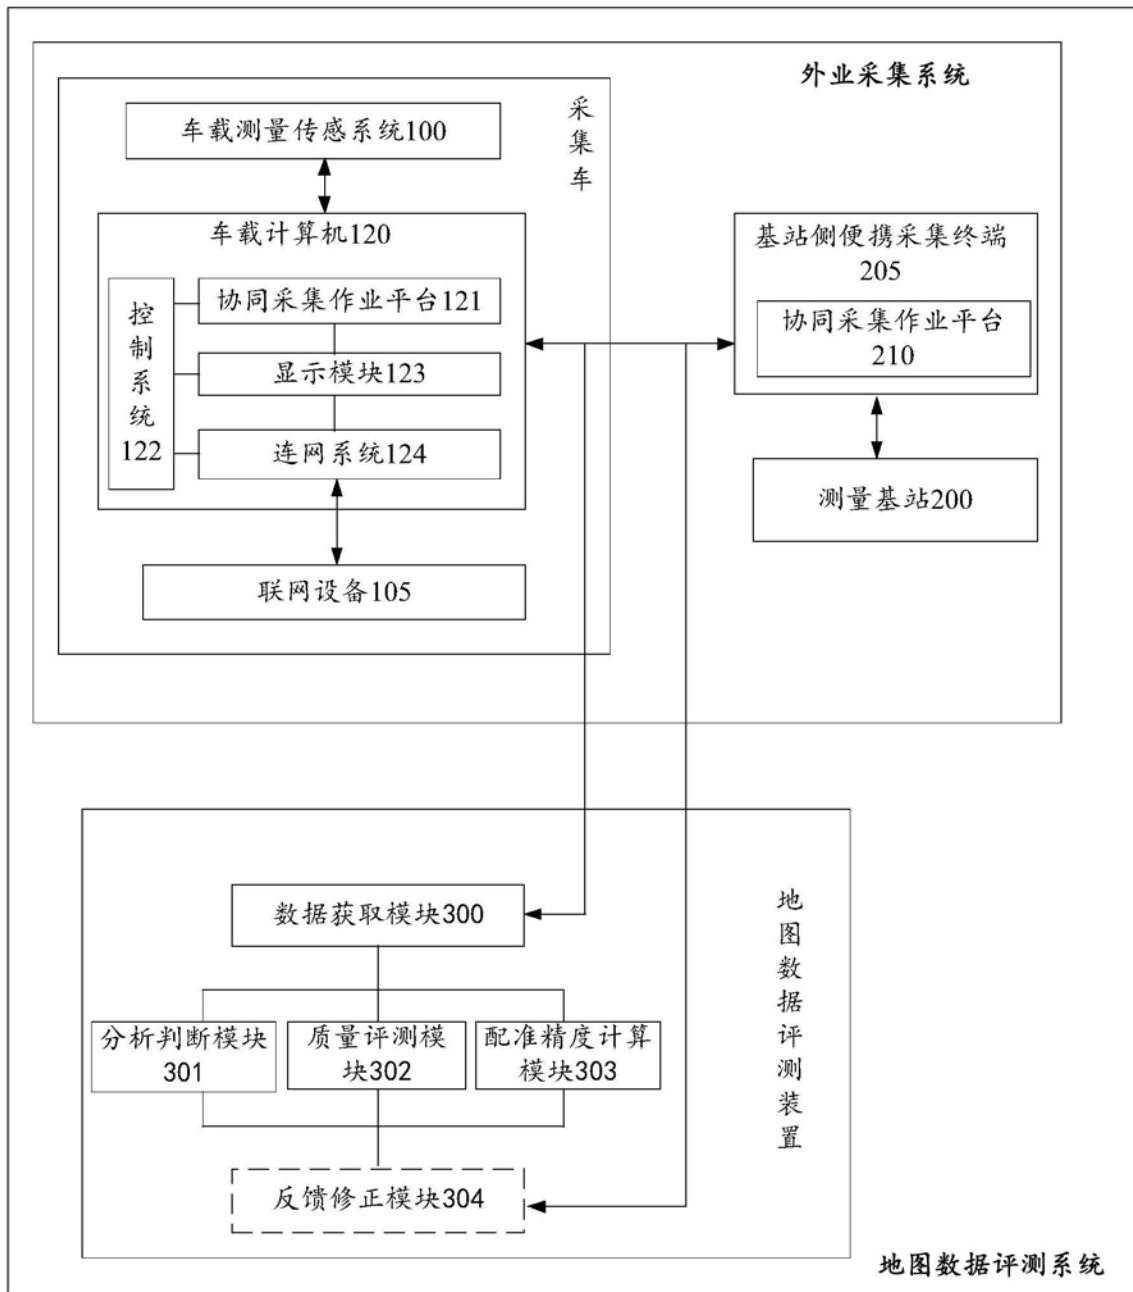 外业采集系统
采集车
车载测量传感系统100
车载计算机120
控制系统122
协同采集作业平台121
显示模块123
连网系统124
联网设备105
基站侧便携采集终端
205
协同采集作业平台
210
测量基站200
数据获取模块300
分析判断模块
301
质量评测模
块302
配准精度计算
模块303
反馈修正模块304
地图数据评测装置
地图数据评测系统